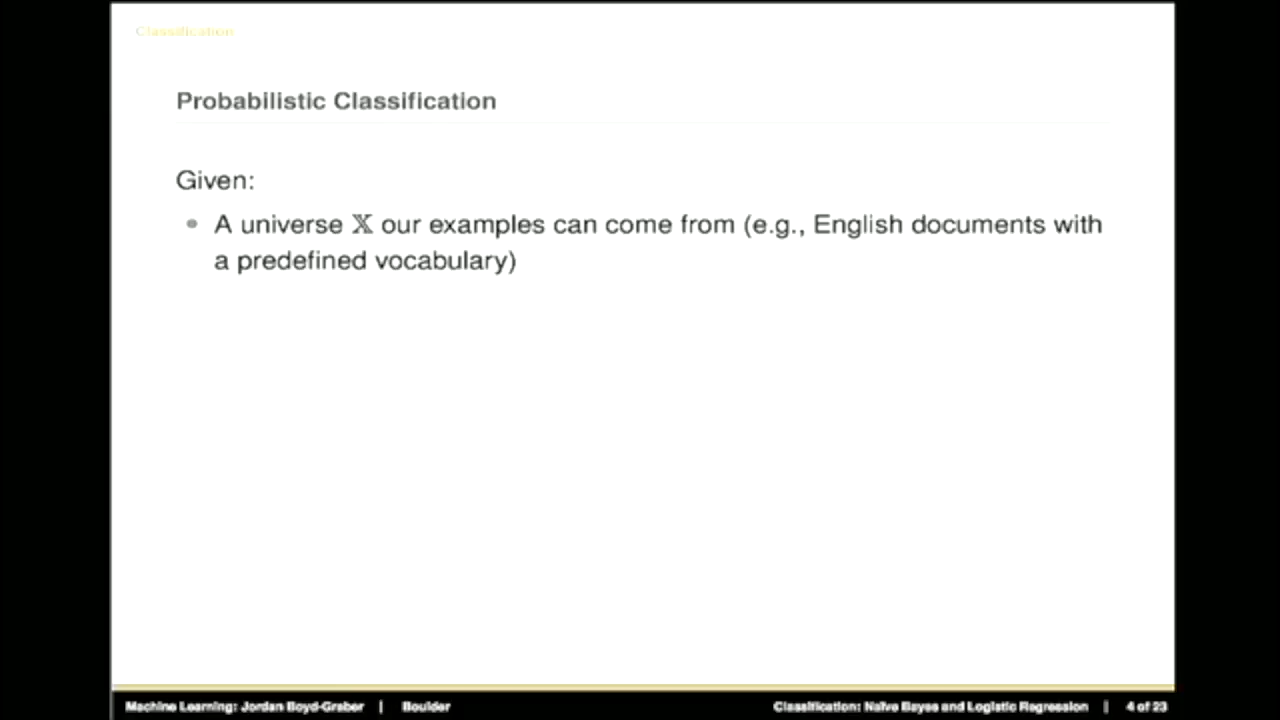 Classification
Probabilistic Classification
Given:
• A universe 𝕏 our examples can come from (e.g., English documents with
a predefined vocabulary)
Machine Learning: Jordan Boyd-Graber | Boulder
Classification: Naïve Bayes and Logistic Regression | 4 of 23